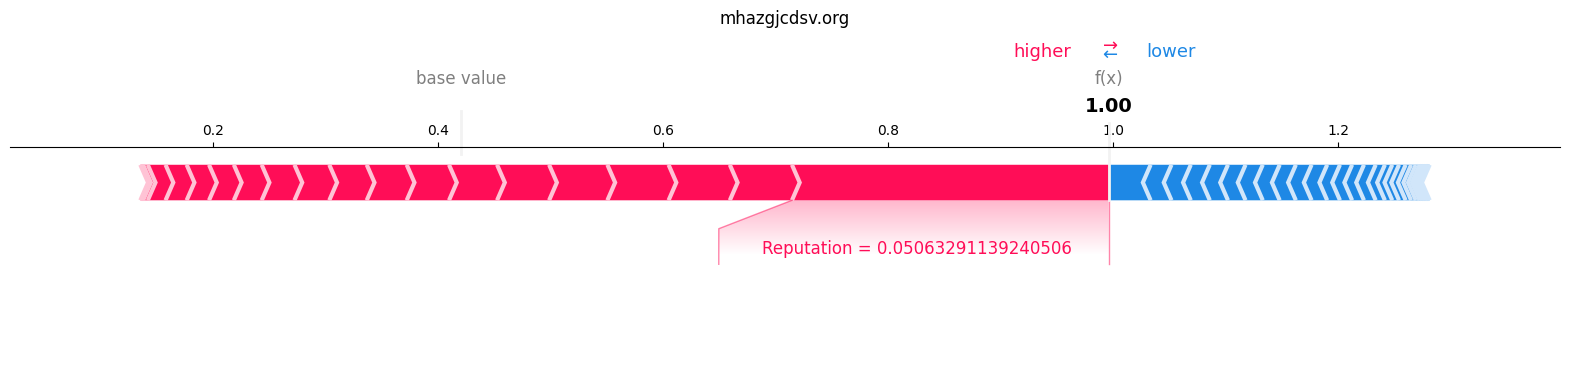 mhazgjcdsv.org
higher ⇄ lower
base value f(x)
1.00
0.2 0.4 0.6 0.8 1.0 1.2
Reputation = 0.05063291139240506